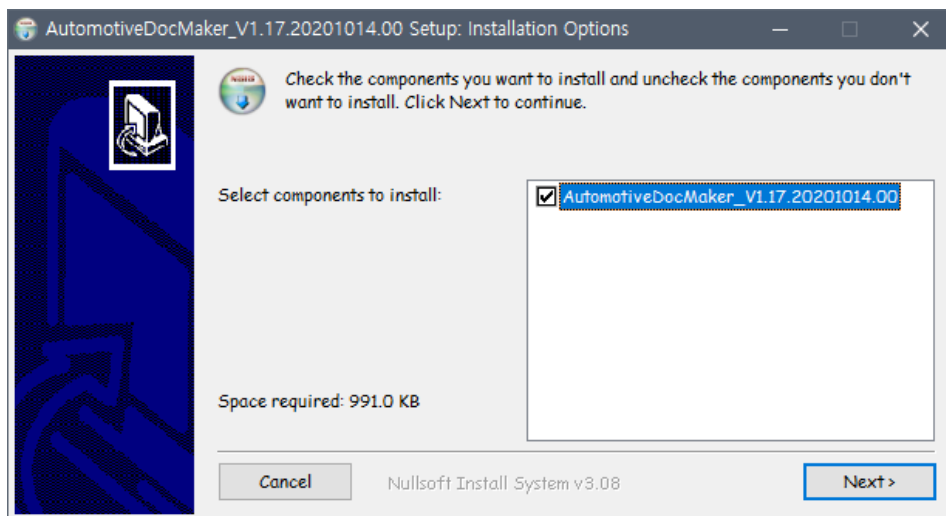 AutomotiveDocMaker_V1.17.20201014.00 Setup: Installation Options
Check the components you want to install and uncheck the components you don't
want to install. Click Next to continue.
Select components to install:
AutomotiveDocMaker_V1.17.20201014.00
Space required: 991.0 KB
Cancel
Nullsoft Install System v3.08
Next >